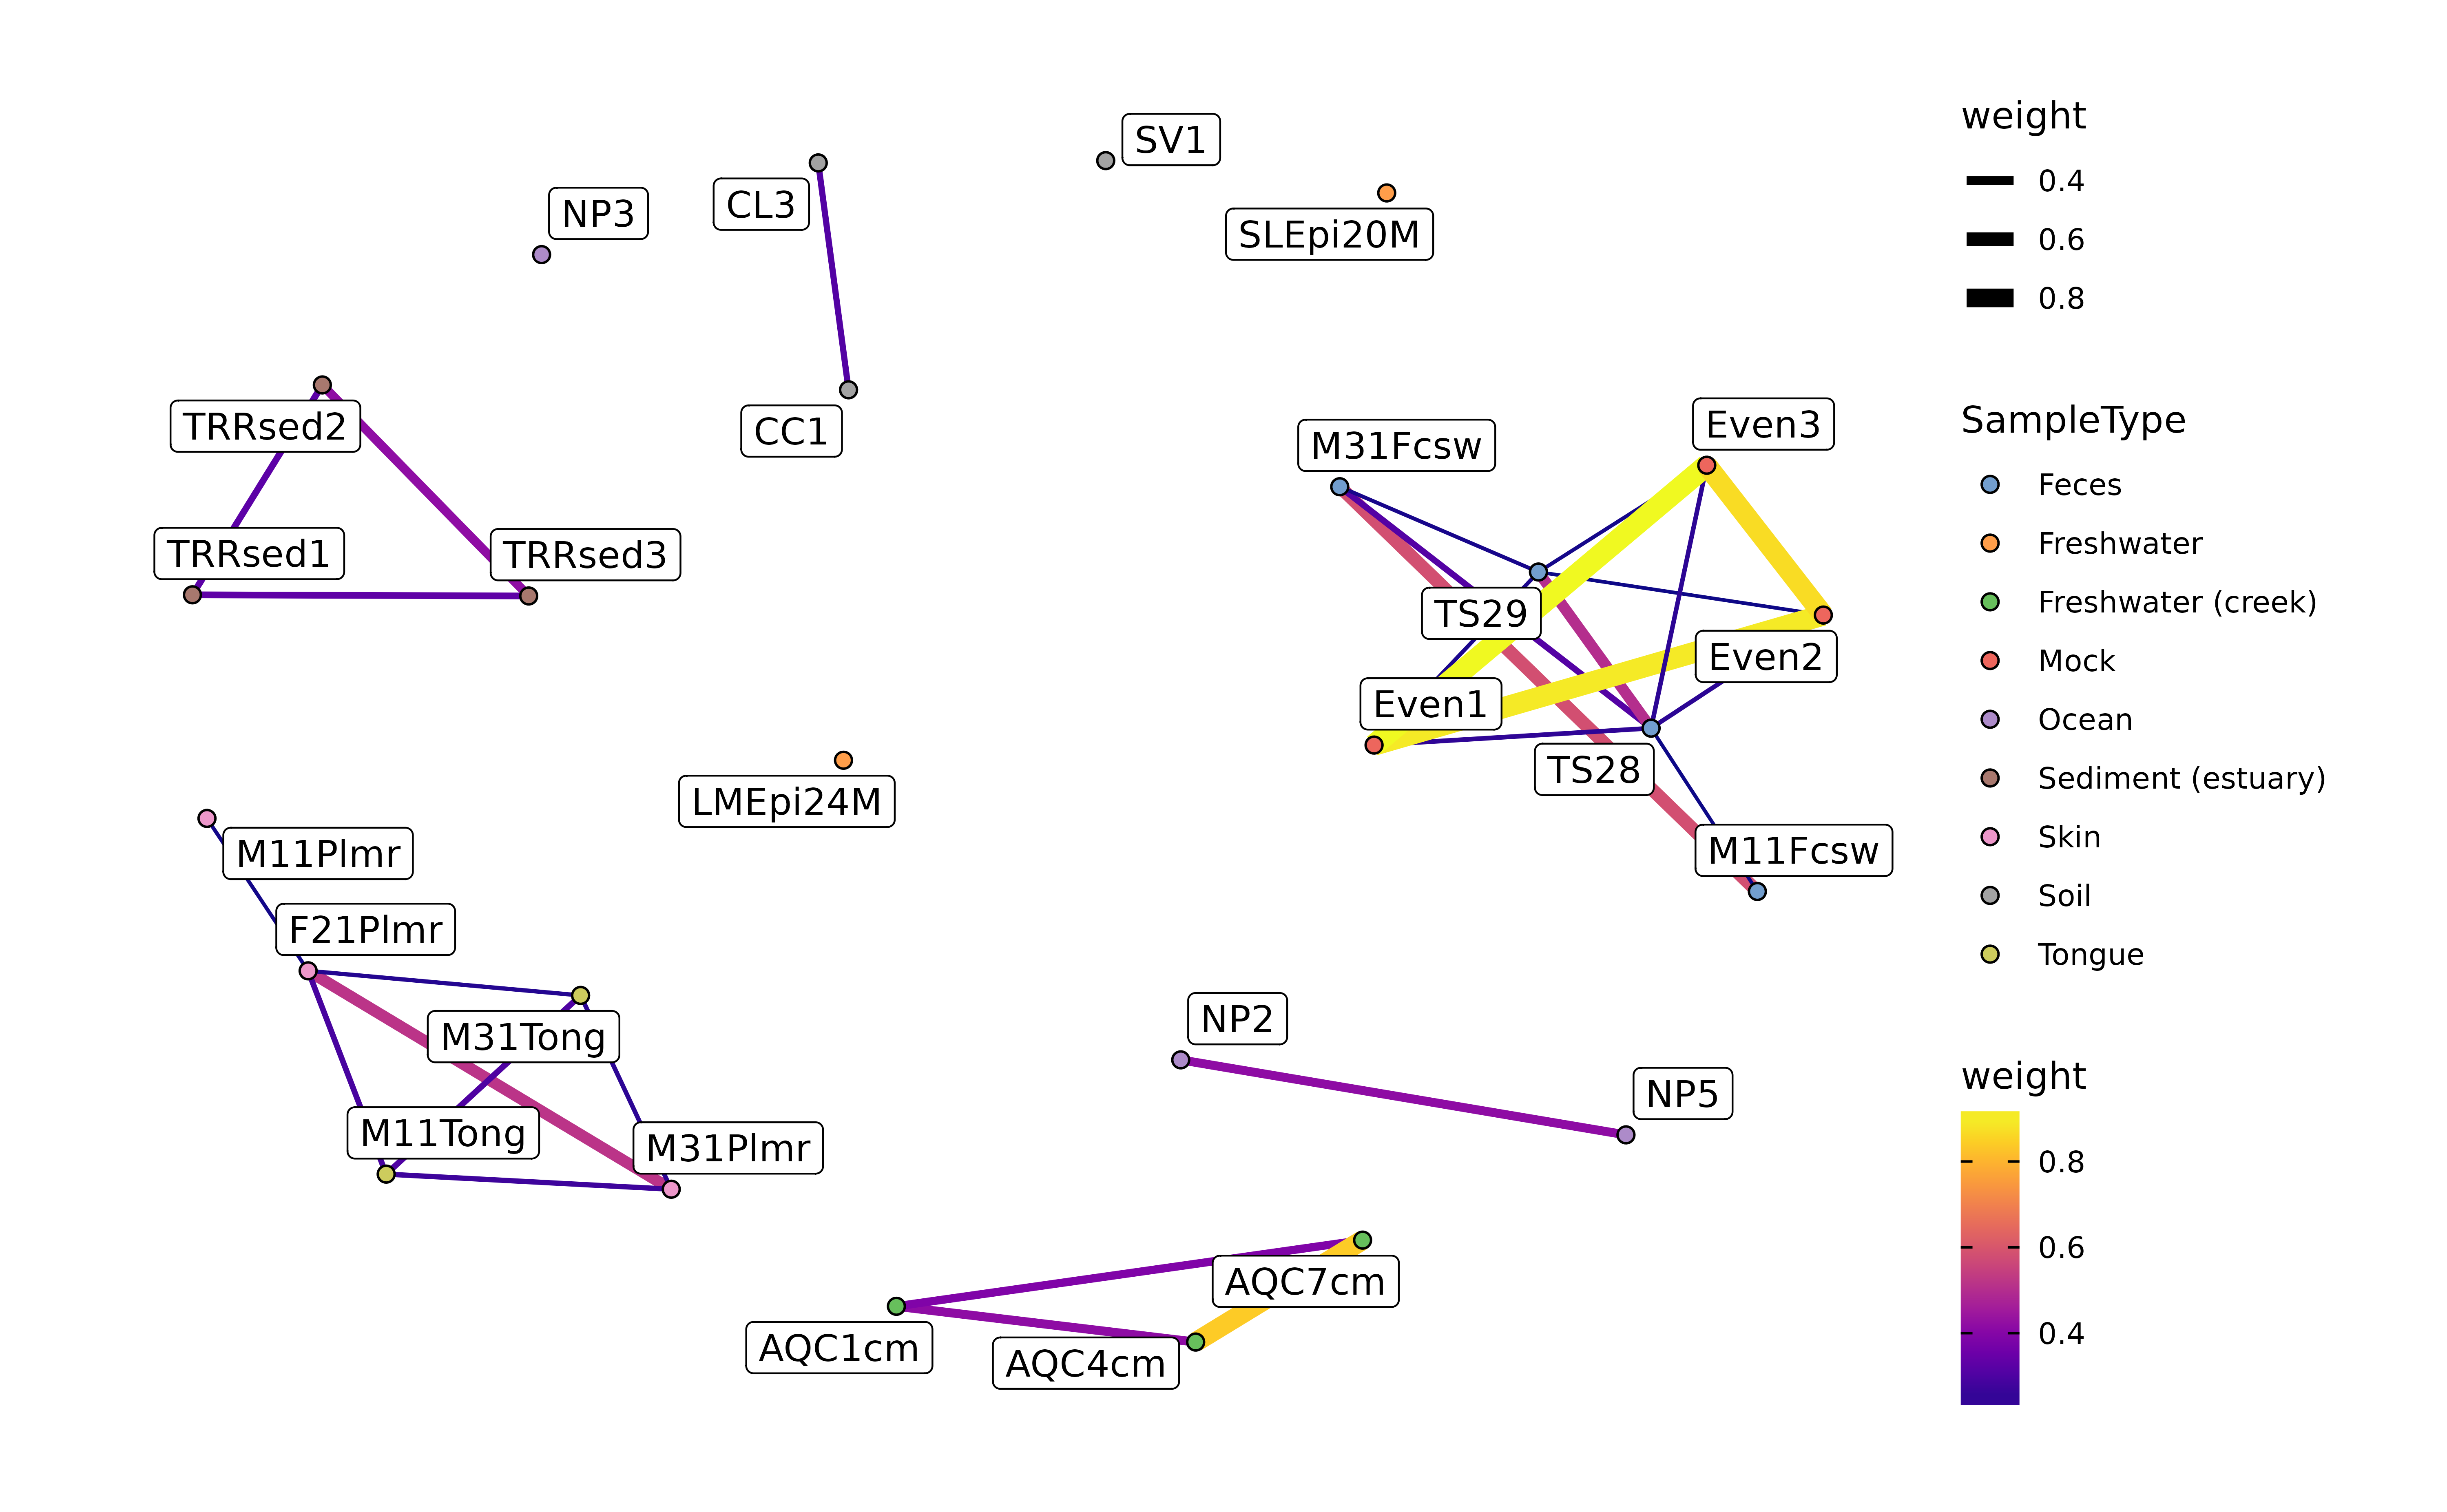 SV1
CL3
NP3
SLEpi20M
TRRsed2
CC1
M31Fcsw
Even3
TRRsed1
TRRsed3
TS29
Even2
Even1
TS28
LMEpi24M
M11Plmr
M11Fcsw
F21Plmr
M31Tong
NP2
NP5
M11Tong
M31Plmr
AQC7cm
AQC1cm
AQC4cm
weight
0.4
0.6
0.8
SampleType
Feces
Freshwater
Freshwater (creek)
Mock
Ocean
Sediment (estuary)
Skin
Soil
Tongue
weight
0.8
0.6
0.4